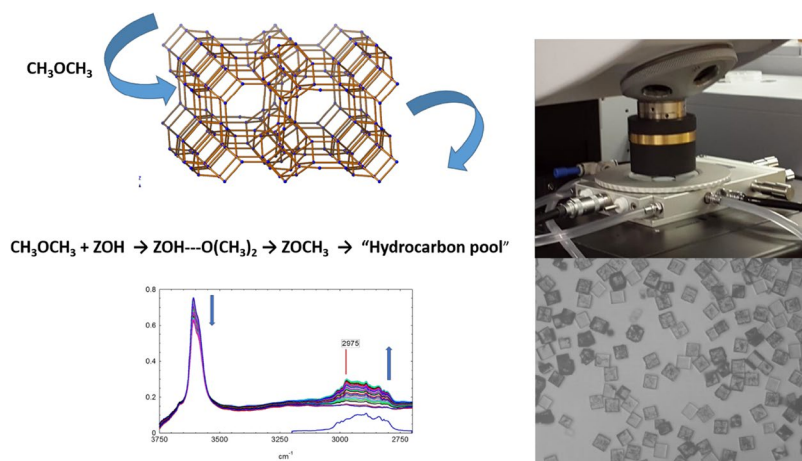 CH₃OCH₃
CH₃OCH₃ + ZOH → ZOH---O(CH₃)₂ → ZOCH₃ → “Hydrocarbon pool”
0.8
0.6
2975
0.4
0.2
0
3750 3500 3250 3000 2750
cm⁻¹